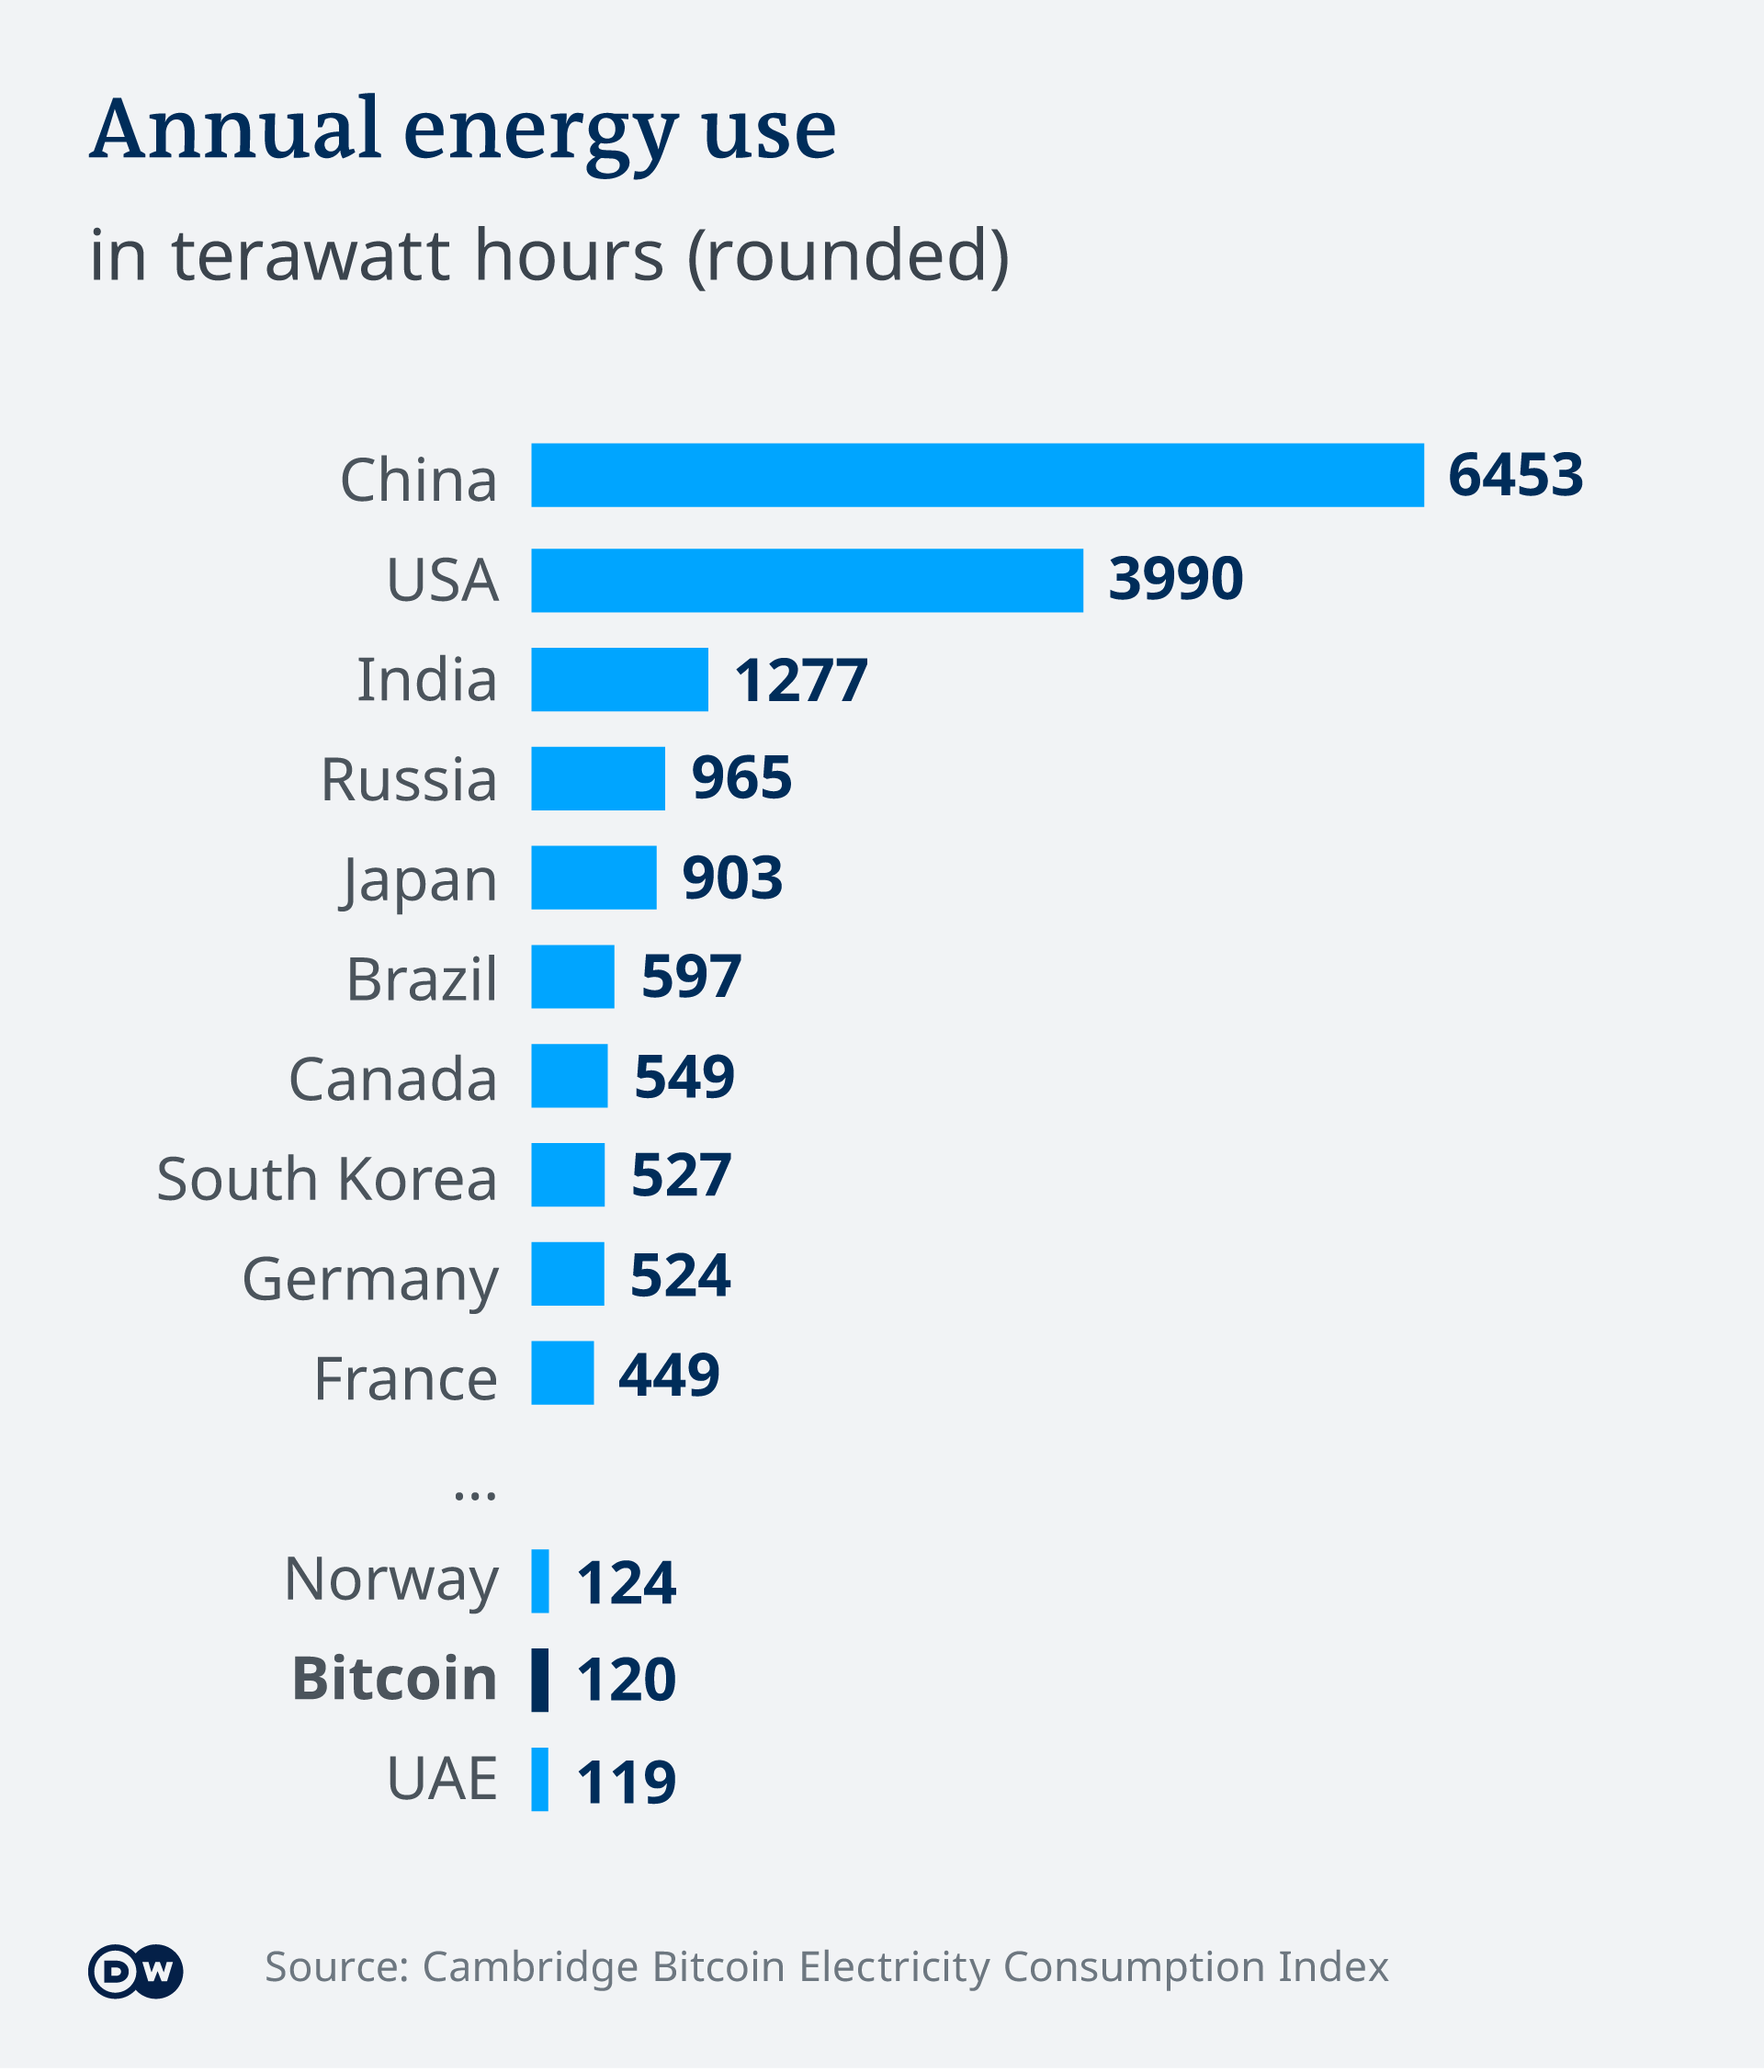 Annual energy use
in terawatt hours (rounded)
China 6453
USA 3990
India 1277
Russia 965
Japan 903
Brazil 597
Canada 549
South Korea 527
Germany 524
France 449
...
Norway 124
Bitcoin 120
UAE 119
DW Source: Cambridge Bitcoin Electricity Consumption Index